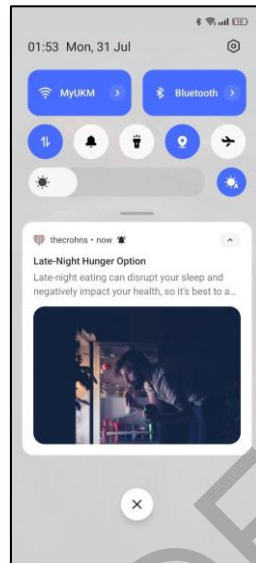 01:53 Mon, 31 Jul
MyUKM
Bluetooth
thecrohns • now
Late-Night Hunger Option
Late-night eating can disrupt your sleep and
negatively impact your health, so it's best to a...